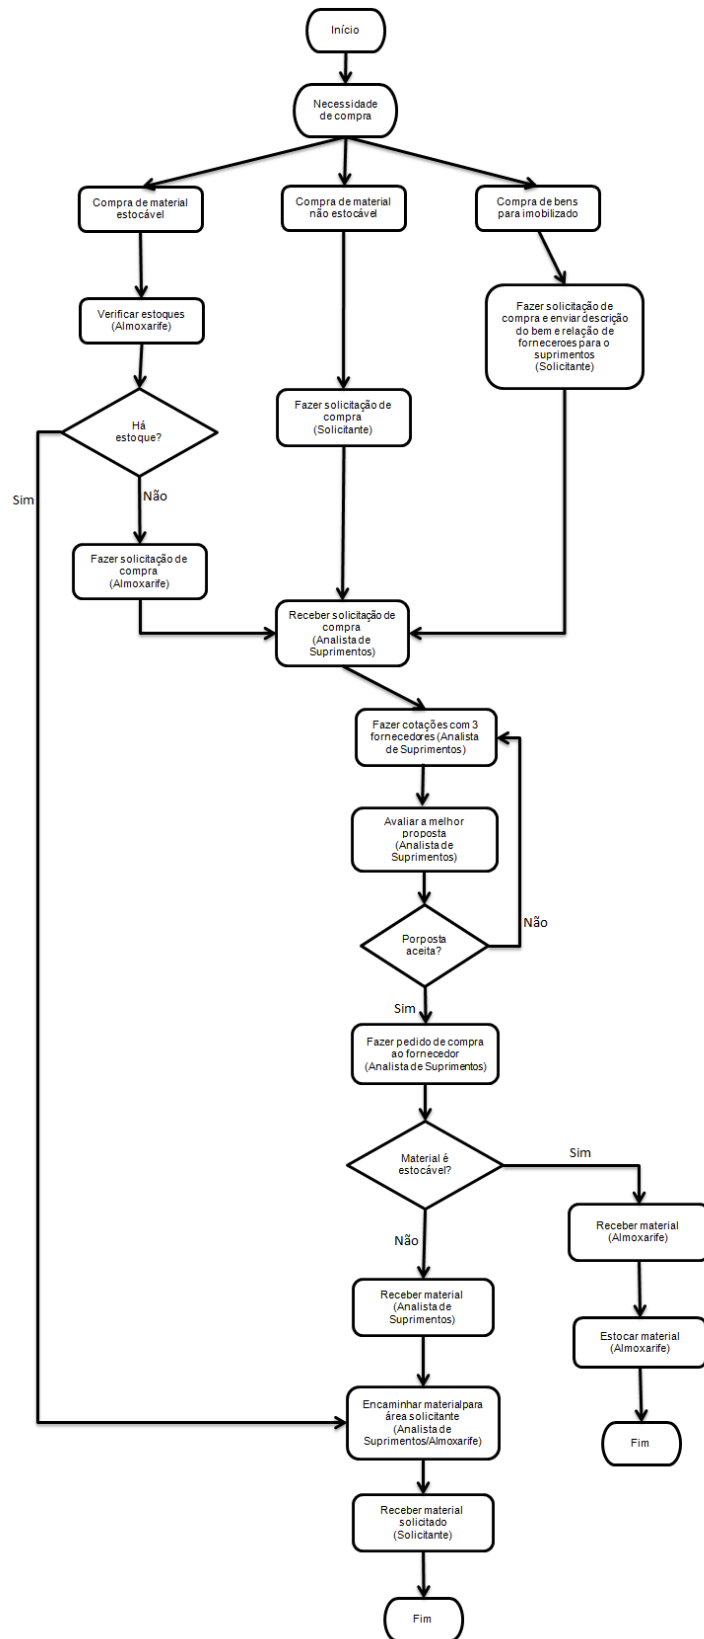 Início
Necessidade
de compra
Compra de material
estocável
Compra de material
não estocável
Compra de bens
para imobilizado
Verificar estoques
(Almoxarife)
Fazer solicitação de
compra e enviar descrição
do bem e relação de
forneceroes para o
suprimentos
(Solicitante)
Há
estoque?
Fazer solicitação de
compra
(Solicitante)
Sim
Não
Fazer solicitação de
compra
(Almoxarife)
Receber solicitação de
compra
(Analista de
Suprimentos)
Fazer cotações com 3
fornecedores (Analista
de Suprimentos)
Avaliar a melhor
proposta
(Analista de
Suprimentos)
Não
Porposta
aceita?
Sim
Fazer pedido de compra
ao fornecedor
(Analista de Suprimentos)
Material é
estocável?
Sim
Não
Receber material
(Almoxarife)
Receber material
(Analista de
Suprimentos)
Estocar material
(Almoxarife)
Encaminhar materialpara
área solicitante
(Analista de
Suprimentos/Almoxarife)
Fim
Receber material
solicitado
(Solicitante)
Fim